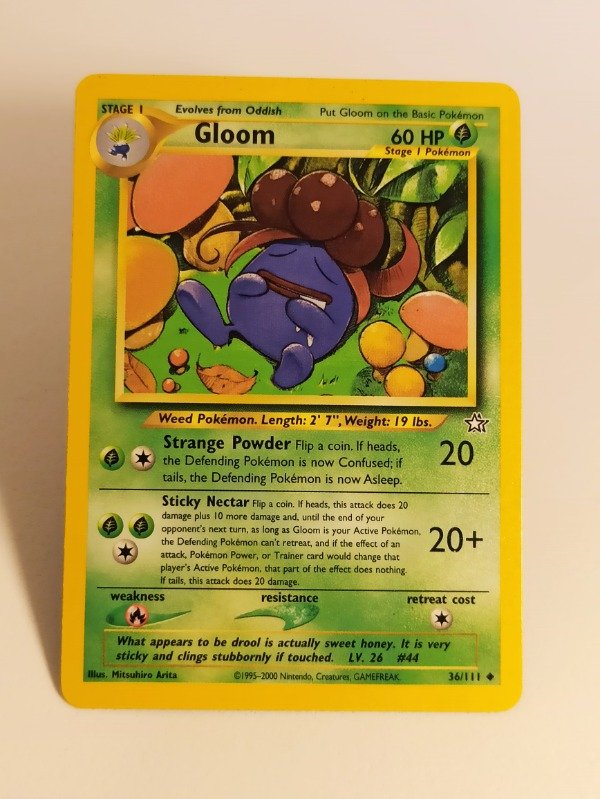 STAGE 1 Evolves from Oddish Put Gloom on the Basic Pokémon
Gloom 60 HP
Stage 1 Pokémon
Weed Pokémon. Length: 2' 7", Weight: 19 lbs.
Strange Powder Flip a coin. If heads,
the Defending Pokémon is now Confused; if
tails, the Defending Pokémon is now Asleep.
20
Sticky Nectar Flip a coin. If heads, this attack does 20
damage plus 10 more damage and, until the end of your
opponent's next turn, as long as Gloom is your Active Pokémon,
the Defending Pokémon can't retreat, and if the effect of an
attack, Pokémon Power, or Trainer card would change that
player's Active Pokémon, that part of the effect does nothing.
If tails, this attack does 20 damage.
20+
weakness resistance retreat cost
What appears to be drool is actually sweet honey. It is very
sticky and clings stubbornly if touched. LV. 26 #44
Illus. Mitsuhiro Arita ©1995-2000 Nintendo, Creatures, GAMEFREAK. 36/111